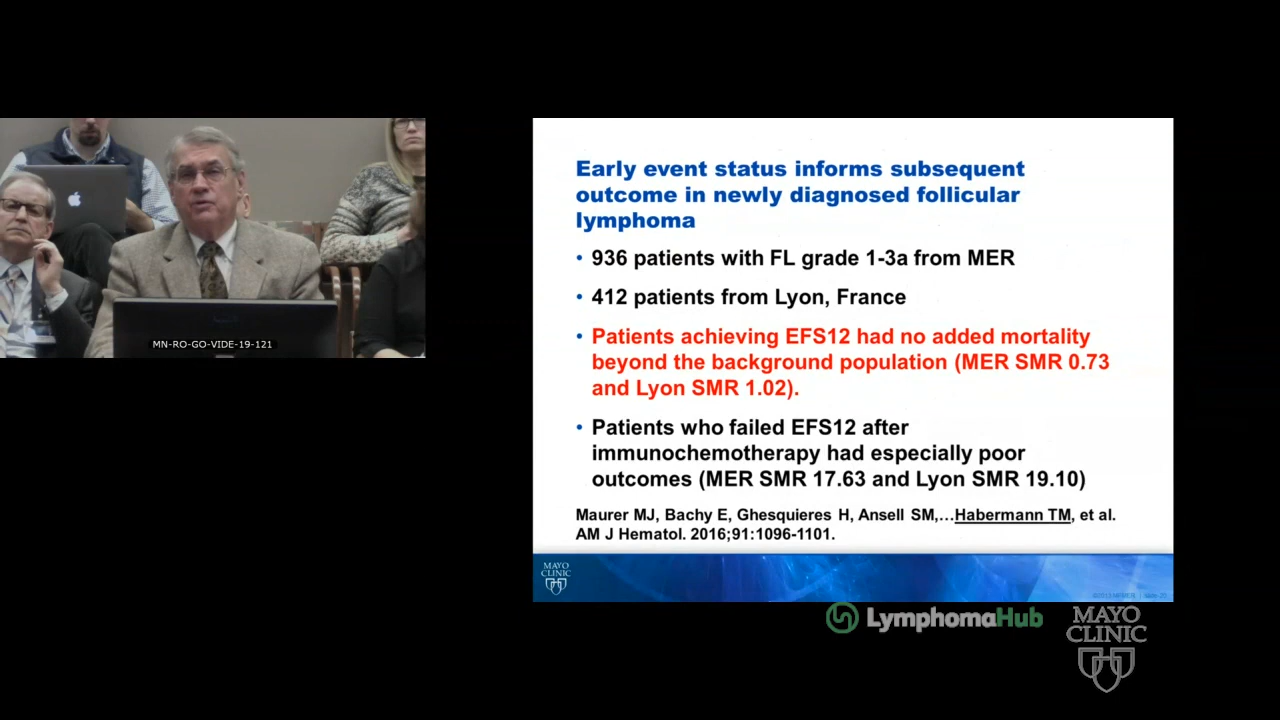 MN-RO-GO-VIDE-19-121
Early event status informs subsequent
outcome in newly diagnosed follicular
lymphoma
• 936 patients with FL grade 1-3a from MER
• 412 patients from Lyon, France
• Patients achieving EFS12 had no added mortality
beyond the background population (MER SMR 0.73
and Lyon SMR 1.02).
• Patients who failed EFS12 after
immunochemotherapy had especially poor
outcomes (MER SMR 17.63 and Lyon SMR 19.10)
Maurer MJ, Bachy E, Ghesquieres H, Ansell SM,…Habermann TM, et al.
AM J Hematol. 2016;91:1096-1101.
MAYO
CLINIC
LymphomaHub
MAYO
CLINIC